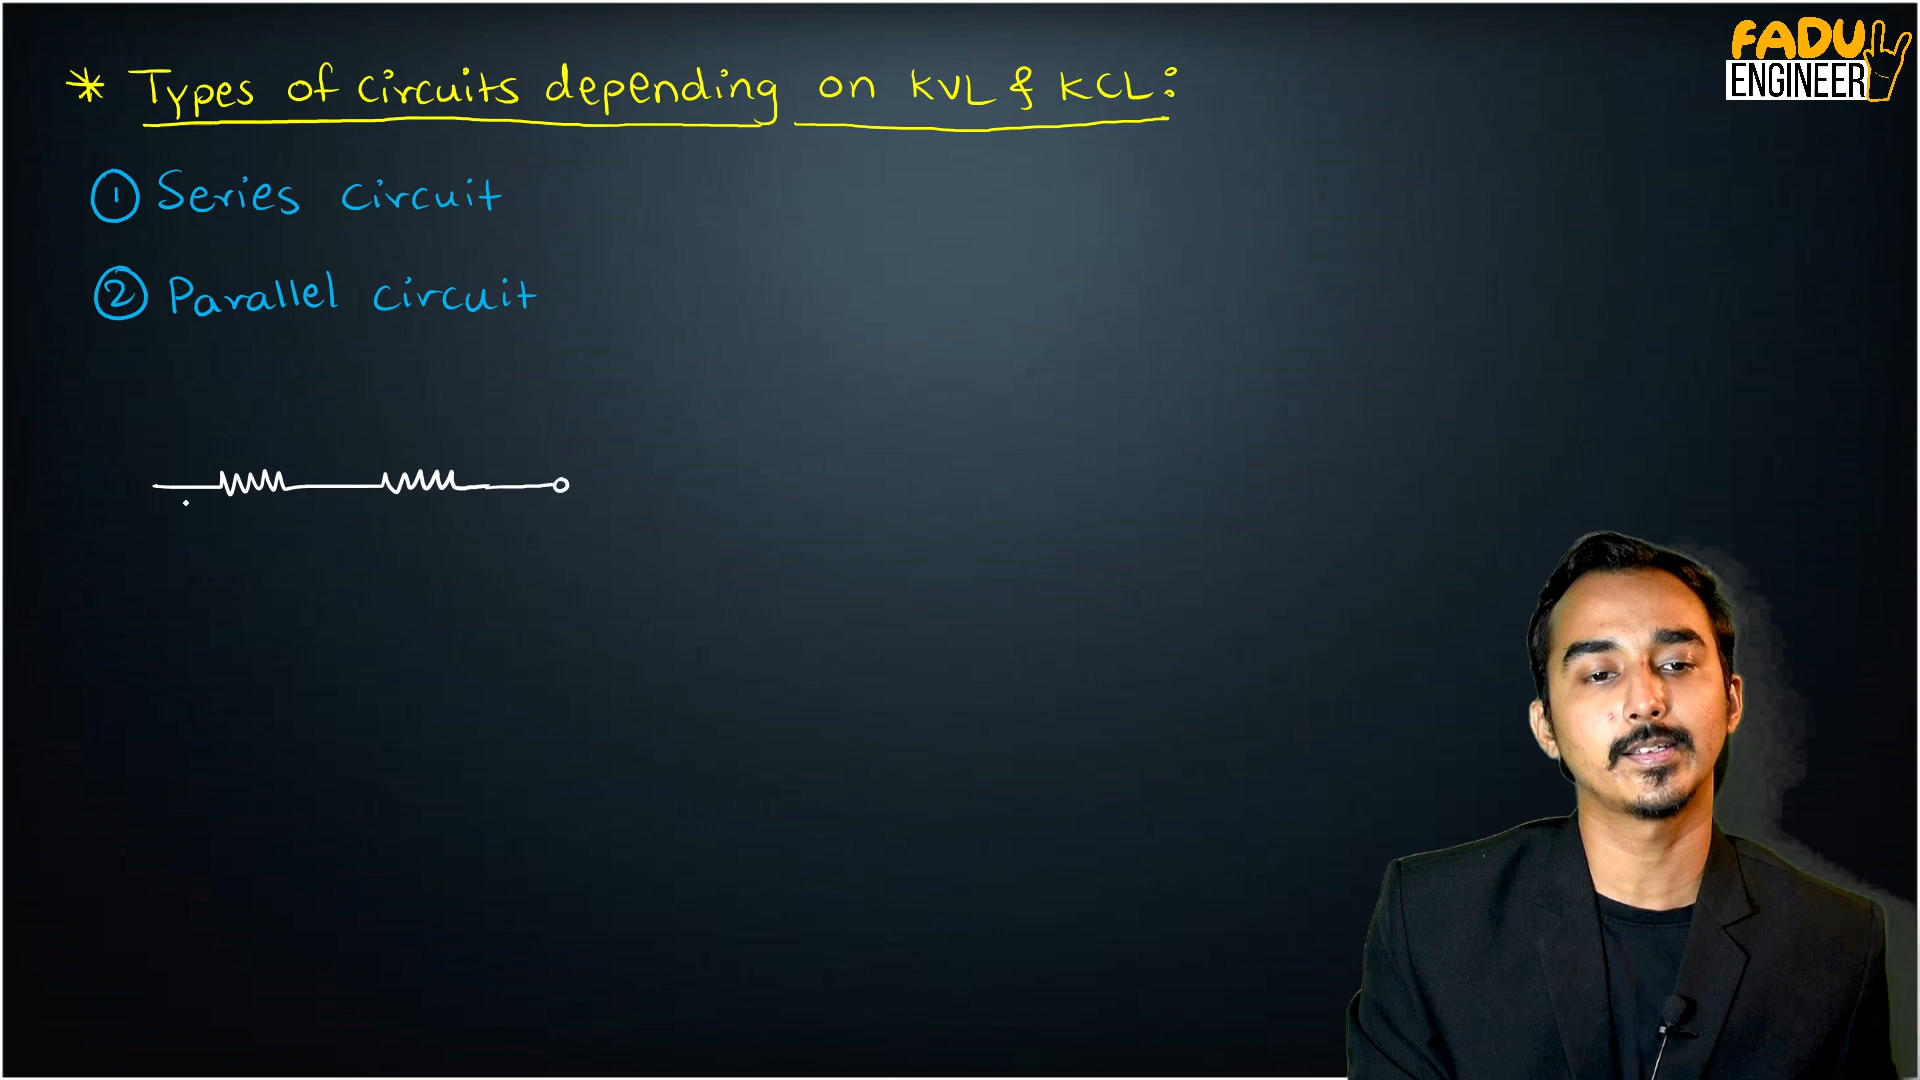 * Types of circuits depending on KVL & KCL:
FADU
ENGINEER
① Series circuit
② Parallel circuit